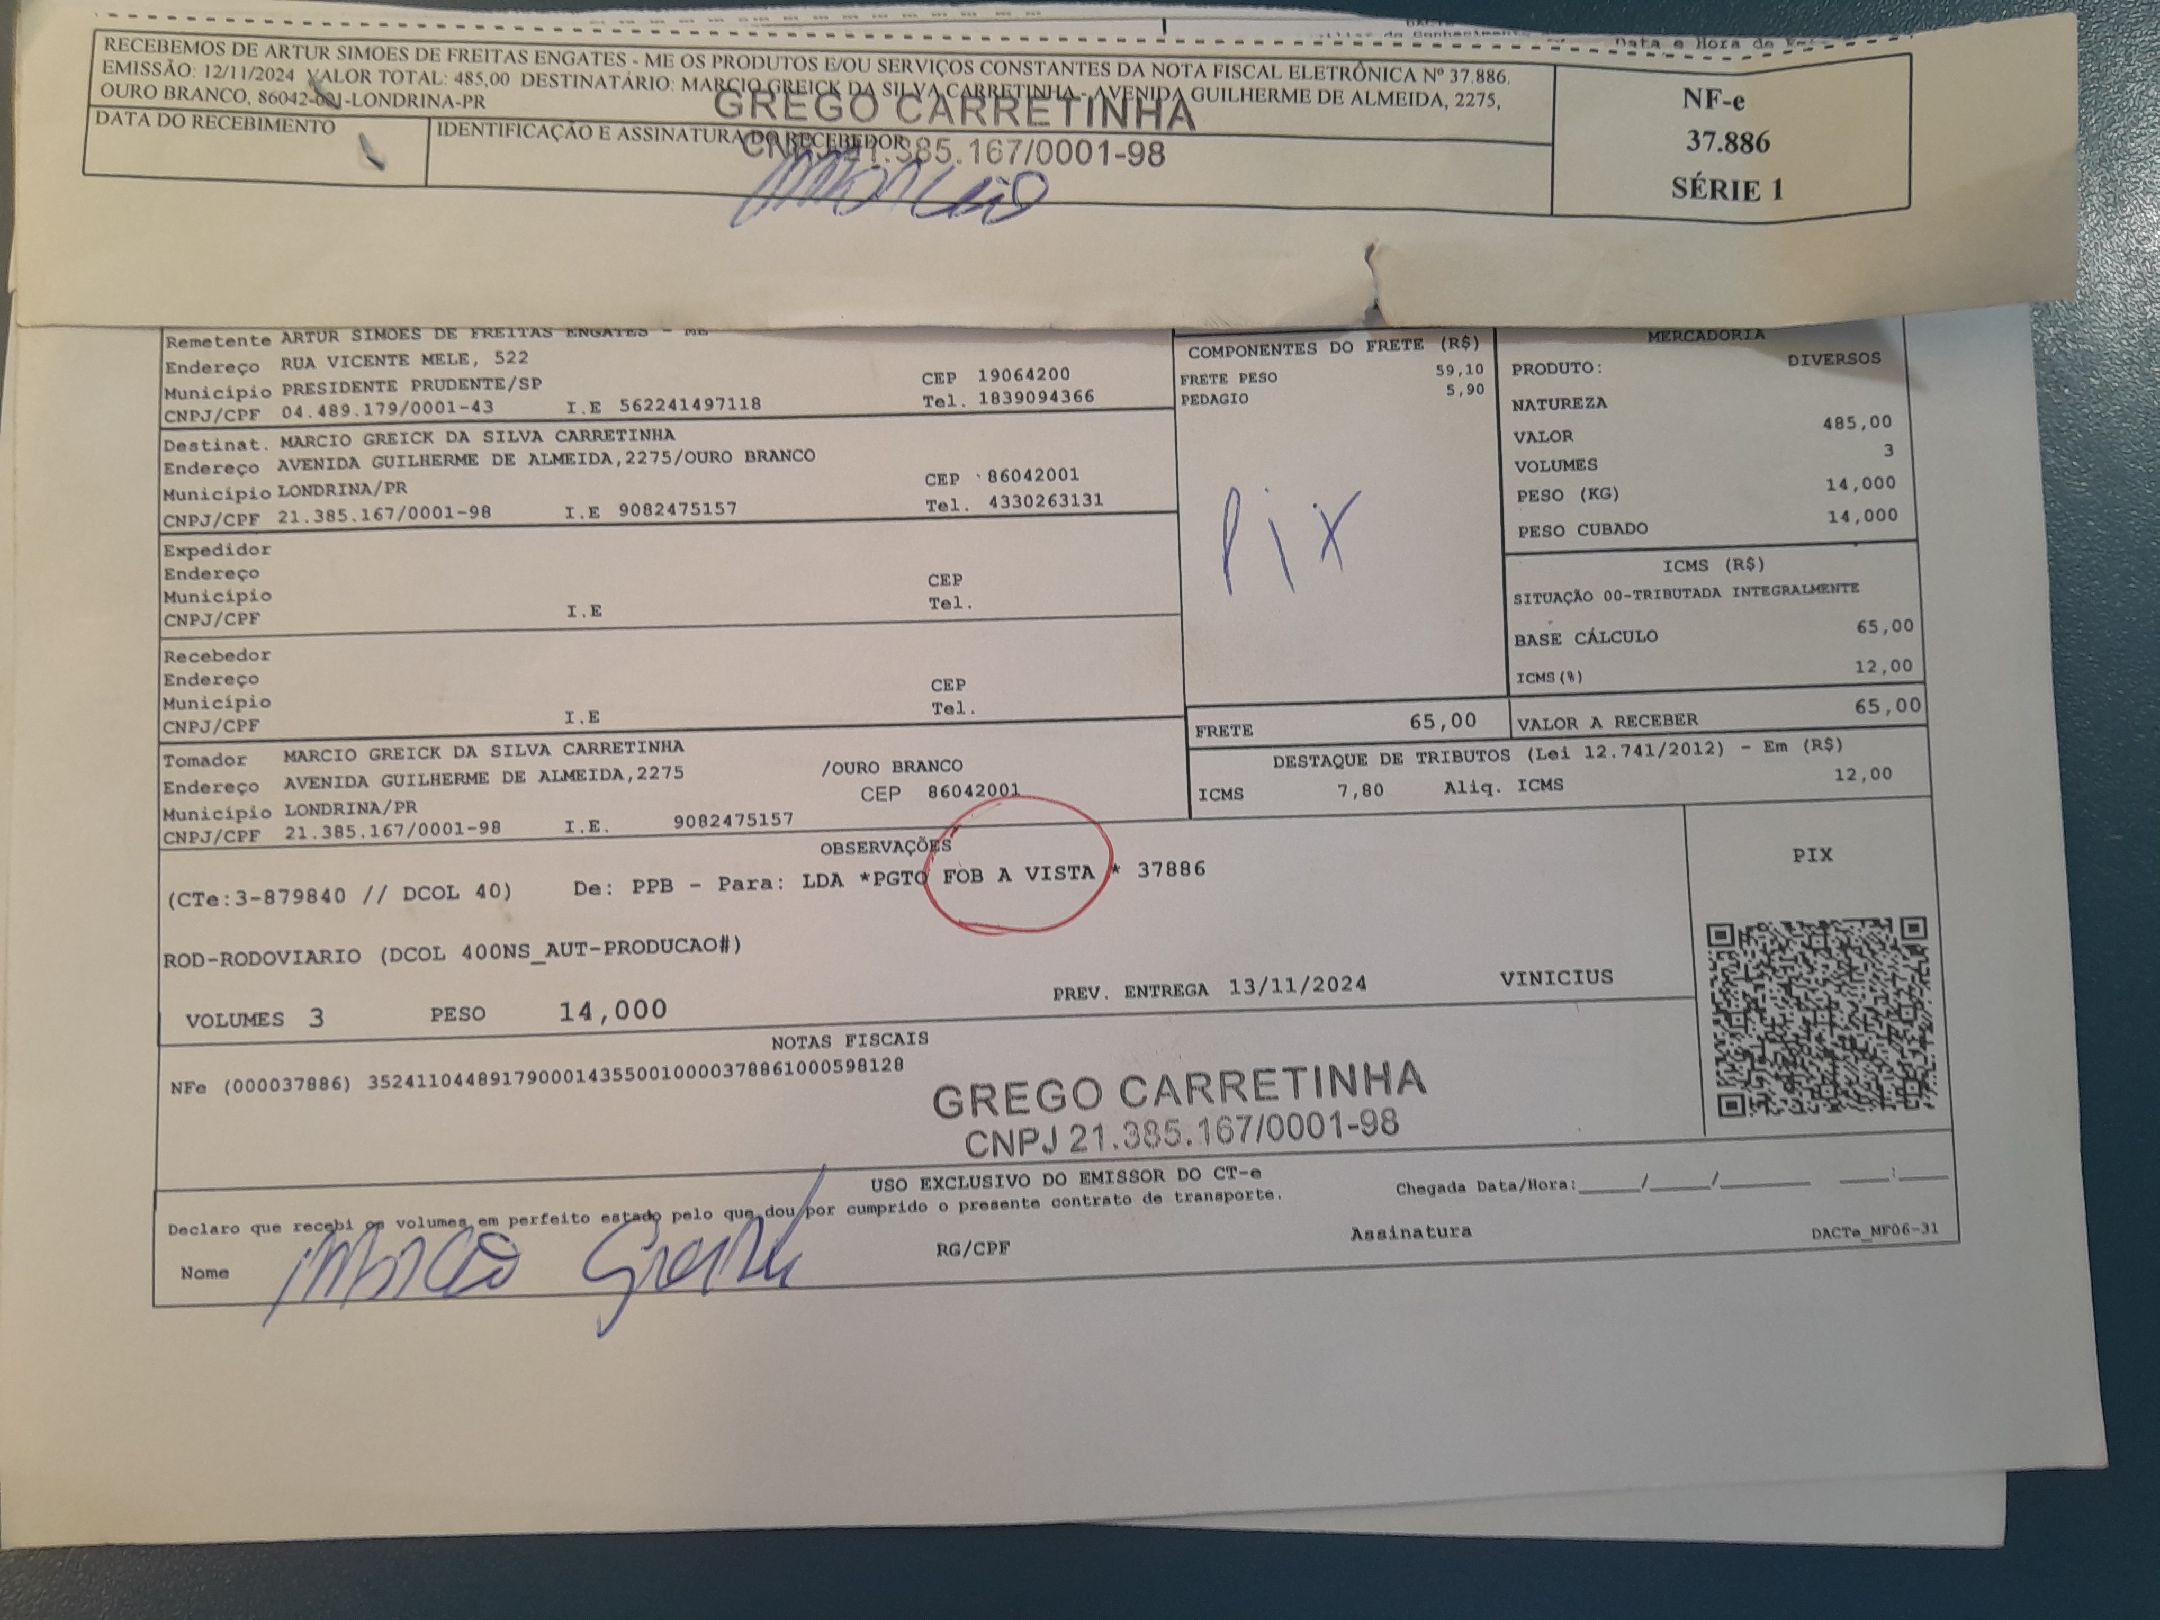 Data e Hora de
RECEBEMOS DE ARTUR SIMOES DE FREITAS ENGATES - ME OS PRODUTOS E/OU SERVIÇOS CONSTANTES DA NOTA FISCAL ELETRÔNICA Nº 37.886.
EMISSÃO: 12/11/2024 VALOR TOTAL: 485,00 DESTINATÁRIO: MARCIO GREICK DA SILVA CARRETINHA - AVENIDA GUILHERME DE ALMEIDA, 2275,
OURO BRANCO, 86042-001-LONDRINA-PR
GREGO CARRETINHA
NF-e
37.886
SÉRIE 1
DATA DO RECEBIMENTO
IDENTIFICAÇÃO E ASSINATURA DO RECEBEDOR
CNPJ 21.385.167/0001-98
Marcio
Remetente ARTUR SIMOES DE FREITAS ENGATES - ME
Endereço RUA VICENTE MELE, 522
Município PRESIDENTE PRUDENTE/SP CEP 19064200
CNPJ/CPF 04.489.179/0001-43 I.E 562241497118 Tel. 1839094366
Destinat. MARCIO GREICK DA SILVA CARRETINHA
Endereço AVENIDA GUILHERME DE ALMEIDA,2275/OURO BRANCO
Município LONDRINA/PR CEP 86042001
CNPJ/CPF 21.385.167/0001-98 I.E 9082475157 Tel. 4330263131
Expedidor
Endereço
Município CEP
CNPJ/CPF I.E Tel.
Recebedor
Endereço
Município CEP
CNPJ/CPF I.E Tel.
Tomador MARCIO GREICK DA SILVA CARRETINHA
Endereço AVENIDA GUILHERME DE ALMEIDA,2275 /OURO BRANCO
Município LONDRINA/PR CEP 86042001
CNPJ/CPF 21.385.167/0001-98 I.E. 9082475157
COMPONENTES DO FRETE (R$)
FRETE PESO 59,10
PEDAGIO 5,90
Pix
FRETE 65,00
MERCADORIA
PRODUTO: DIVERSOS
NATUREZA
VALOR 485,00
VOLUMES 3
PESO (KG) 14,000
PESO CUBADO 14,000
ICMS (R$)
SITUAÇÃO 00-TRIBUTADA INTEGRALMENTE
BASE CÁLCULO 65,00
ICMS(%) 12,00
VALOR A RECEBER 65,00
DESTAQUE DE TRIBUTOS (Lei 12.741/2012) - Em (R$)
ICMS 7,80 Aliq. ICMS 12,00
OBSERVAÇÕES
(CTe:3-879840 // DCOL 40) De: PPB - Para: LDA *PGTO FOB A VISTA * 37886
ROD-RODOVIARIO (DCOL 400NS_AUT-PRODUCAO#)
VOLUMES 3 PESO 14,000 PREV. ENTREGA 13/11/2024 VINICIUS
PIX
NOTAS FISCAIS
NFe (000037886) 35241104489179000143550010000378861000598128
GREGO CARRETINHA
CNPJ 21.385.167/0001-98
USO EXCLUSIVO DO EMISSOR DO CT-e
Declaro que recebi os volumes em perfeito estado pelo que dou por cumprido o presente contrato de transporte.
Chegada Data/Hora:_____/_____/_______ ____:____
Nome Marcio Greick RG/CPF Assinatura DACTe_MF06-31